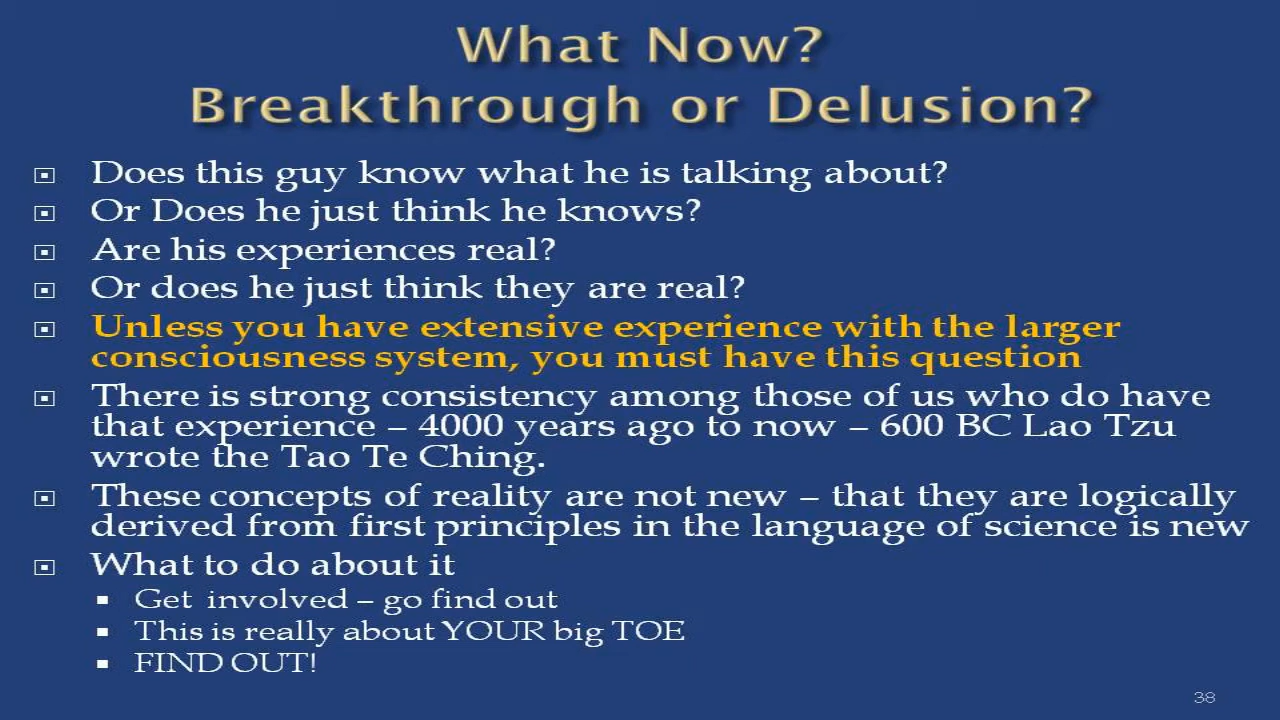 What Now?
Breakthrough or Delusion?
Does this guy know what he is talking about?
Or Does he just think he knows?
Are his experiences real?
Or does he just think they are real?
Unless you have extensive experience with the larger
consciousness system, you must have this question
There is strong consistency among those of us who do have
that experience – 4000 years ago to now – 600 BC Lao Tzu
wrote the Tao Te Ching.
These concepts of reality are not new – that they are logically
derived from first principles in the language of science is new
What to do about it
Get involved – go find out
This is really about YOUR big TOE
FIND OUT!
38